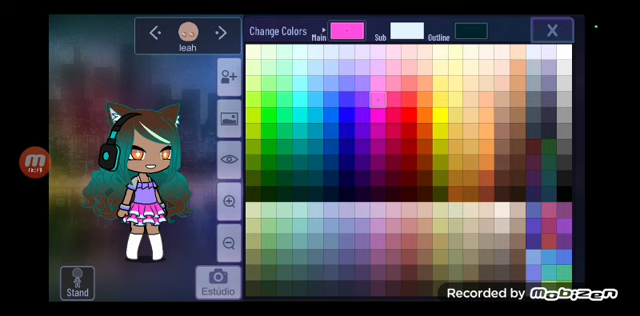 leah
Change Colors
Main
Sub
Outline
X
Stand
Estúdio
Recorded by
MOBIZEN